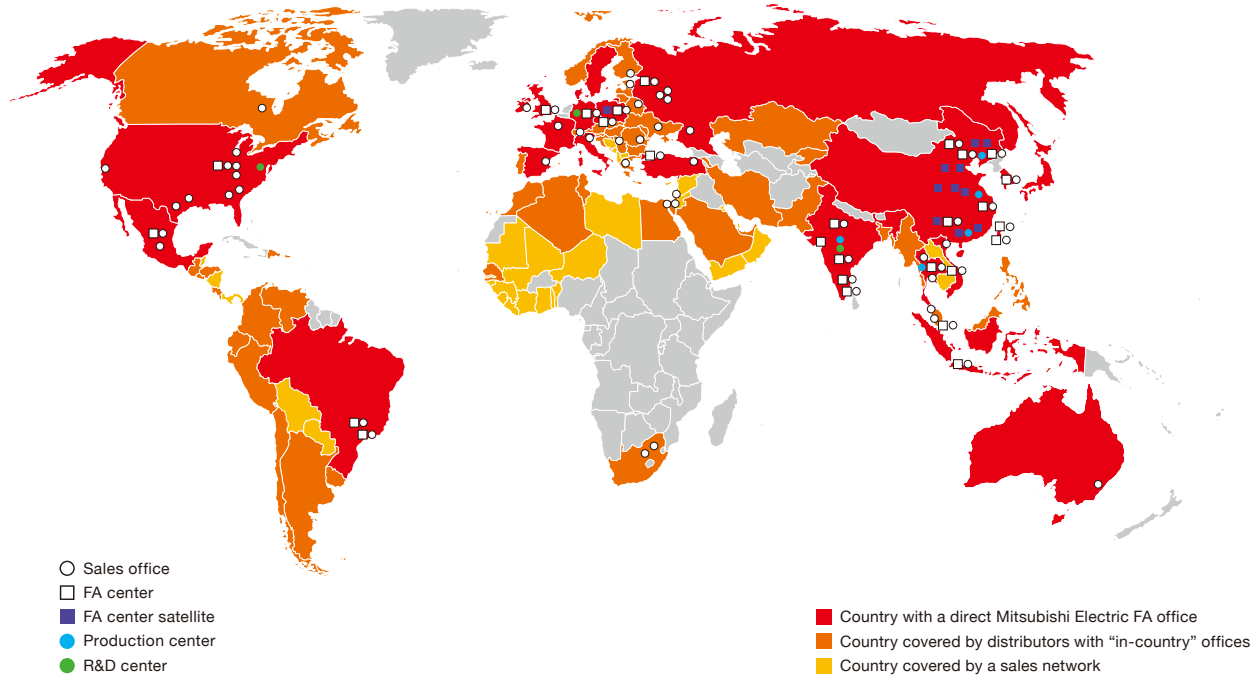 Sales office
FA center
FA center satellite
Production center
R&D center
Country with a direct Mitsubishi Electric FA office
Country covered by distributors with “in-country” offices
Country covered by a sales network